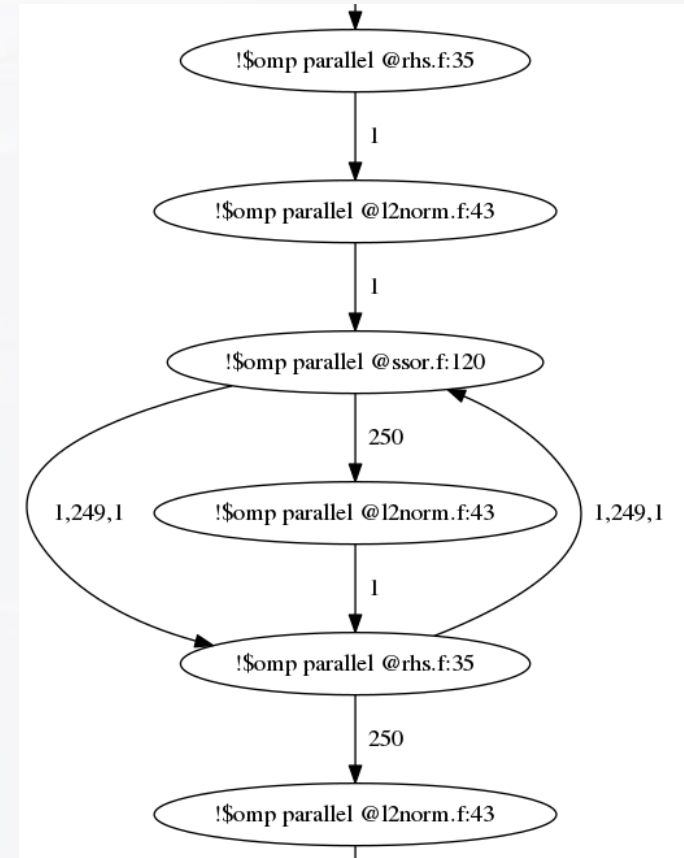 !$omp parallel @rhs.f:35
1
!$omp parallel @l2norm.f:43
1
!$omp parallel @ssor.f:120
250
1,249,1
!$omp parallel @l2norm.f:43
1,249,1
1
!$omp parallel @rhs.f:35
250
!$omp parallel @l2norm.f:43